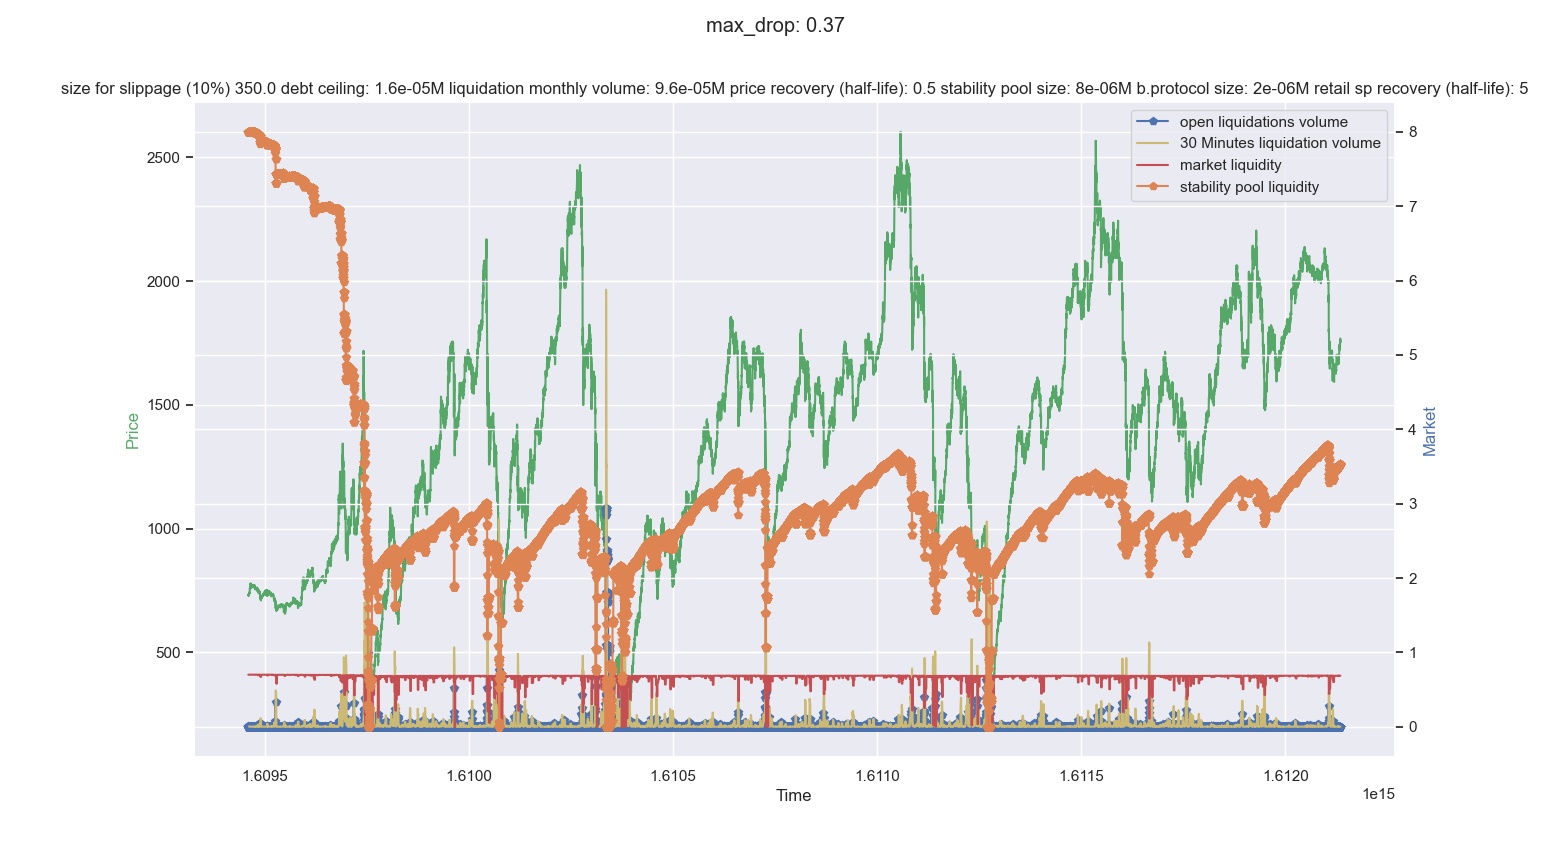 max_drop: 0.37
size for slippage (10%) 350.0 debt ceiling: 1.6e-05M liquidation monthly volume: 9.6e-05M price recovery (half-life): 0.5 stability pool size: 8e-06M b.protocol size: 2e-06M retail sp recovery (half-life): 5
open liquidations volume
30 Minutes liquidation volume
market liquidity
stability pool liquidity
2500
2000
1500
1000
500
Price
8
7
6
5
4
3
2
1
0
Market
1.6095 1.6100 1.6105 1.6110 1.6115 1.6120
1e15
Time